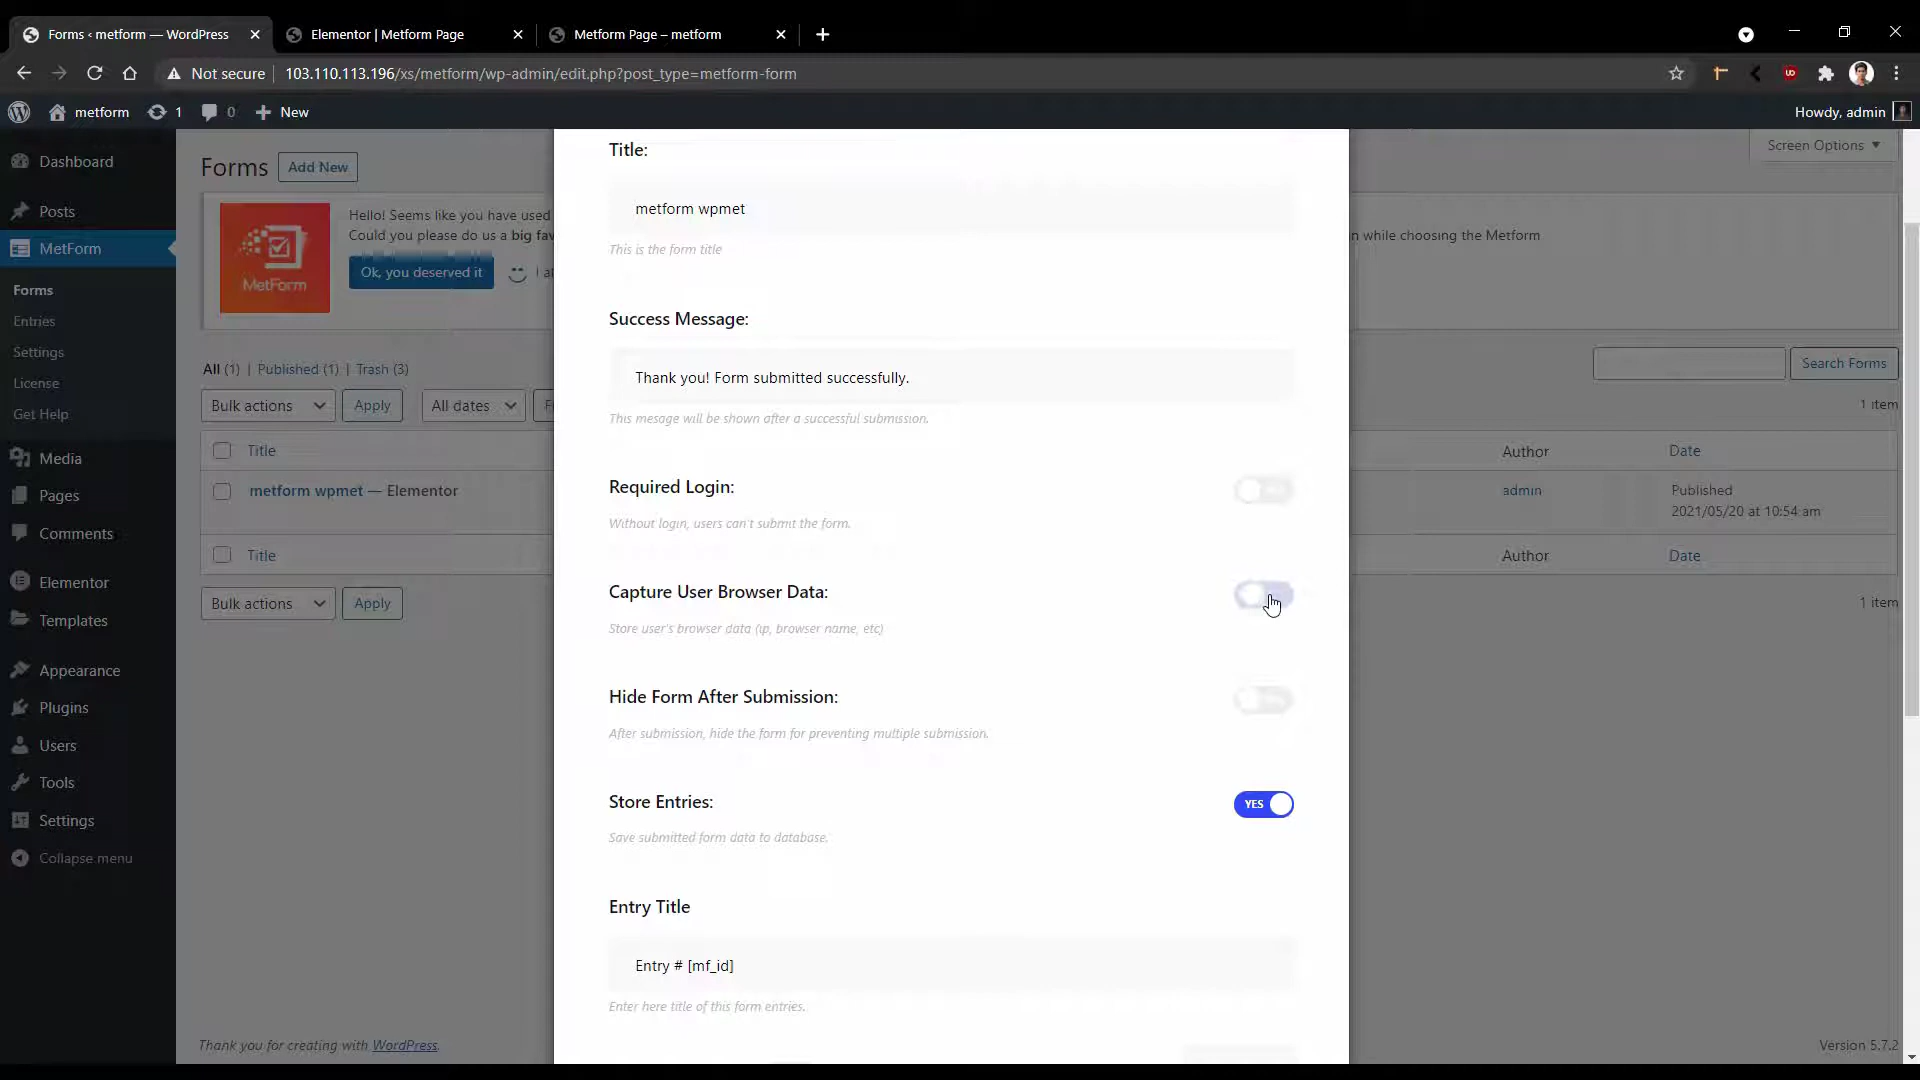 Forms ‹ metform — WordPress
Elementor | Metform Page
Metform Page – metform
Not secure
103.110.113.196/xs/metform/wp-admin/edit.php?post_type=metform-form
metform
1
0
New
Howdy, admin
Dashboard
Posts
MetForm
Forms
Entries
Settings
License
Get Help
Media
Pages
Comments
Elementor
Templates
Appearance
Plugins
Users
Tools
Settings
Collapse menu
Forms
Add New
Screen Options
MetForm
Hello! Seems like you have used
Could you please do us a big
n while choosing the Metform
Ok, you deserved it
All (1) | Published (1) | Trash (3)
Search Forms
Bulk actions
Apply
All dates
1 item
Title
Author
Date
metform wpmet — Elementor
admin
Published
2021/05/20 at 10:54 am
Title
Author
Date
Bulk actions
Apply
1 item
Title:
metform wpmet
This is the form title
Success Message:
Thank you! Form submitted successfully.
This mesage will be shown after a successful submission.
Required Login:
Without login, users can't submit the form.
Capture User Browser Data:
Store user's browser data (ip, browser name, etc)
Hide Form After Submission:
After submission, hide the form for preventing multiple submission.
Store Entries:
YES
Save submitted form data to database.
Entry Title
Entry # [mf_id]
Enter here title of this form entries.
Thank you for creating with WordPress.
Version 5.7.2